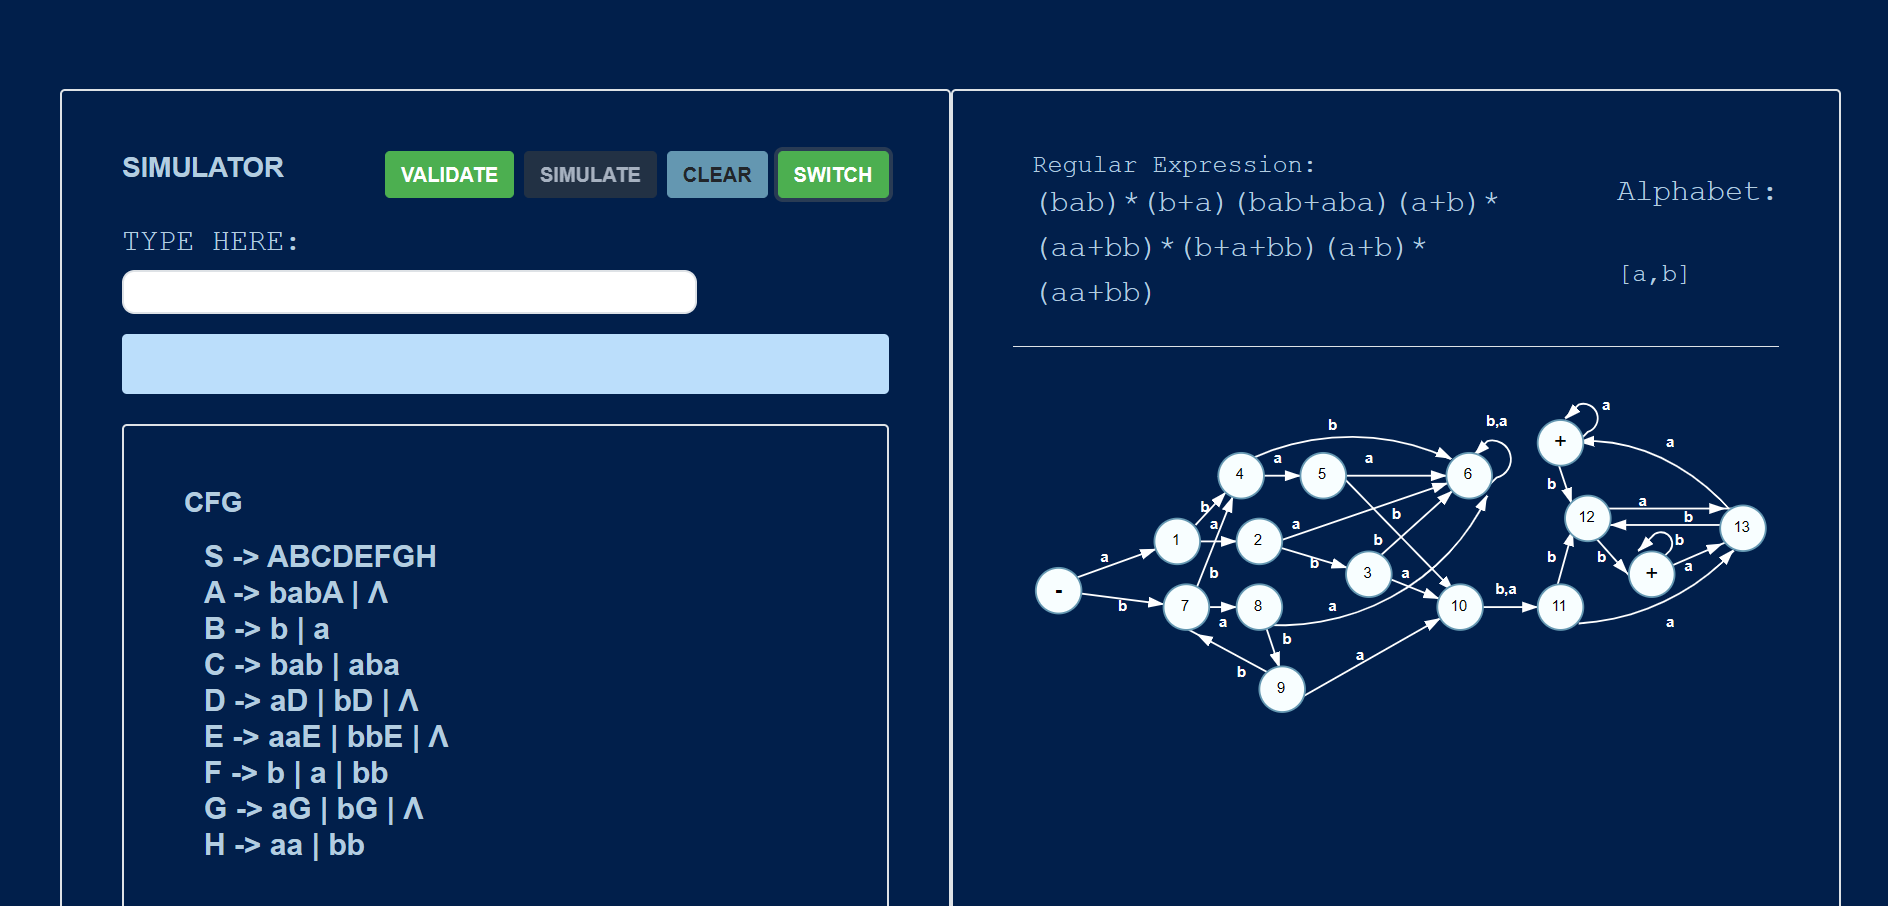 SIMULATOR
VALIDATE
SIMULATE
CLEAR
SWITCH
TYPE HERE:
CFG
S -> ABCDEFGH
A -> babA | Λ
B -> b | a
C -> bab | aba
D -> aD | bD | Λ
E -> aaE | bbE | Λ
F -> b | a | bb
G -> aG | bG | Λ
H -> aa | bb
Regular Expression:
(bab)*(b+a)(bab+aba)(a+b)*
(aa+bb)*(b+a+bb)(a+b)*
(aa+bb)
Alphabet:
[a,b]
a
b
b,a
+
a
4
a
5
a
6
b
b
a
a
b
12
a
b
13
1
2
b
b
+
b
a
b
b
a
3
a
b
a
-
b
7
a
8
b
a
10
b,a
11
a
b
9
a